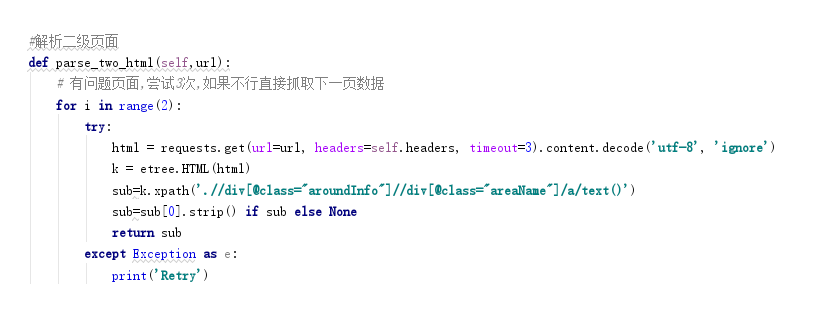 #解析二级页面
def parse_two_html(self,url):
    # 有问题页面,尝试3次,如果不行直接抓取下一页数据
    for i in range(2):
        try:
            html = requests.get(url=url, headers=self.headers, timeout=3).content.decode('utf-8', 'ignore')
            k = etree.HTML(html)
            sub=k.xpath('.//div[@class="aroundInfo"]//div[@class="areaName"]/a/text()')
            sub=sub[0].strip() if sub else None
            return sub
        except Exception as e:
            print('Retry')